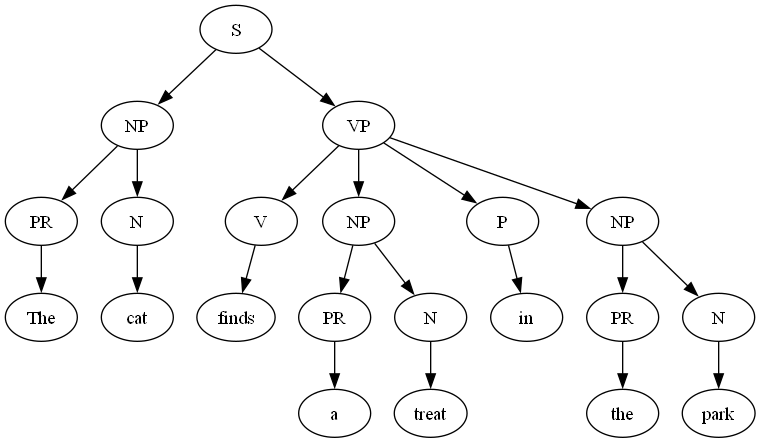 S
NP VP
PR N V NP P NP
The cat finds PR N in PR N
a treat the park